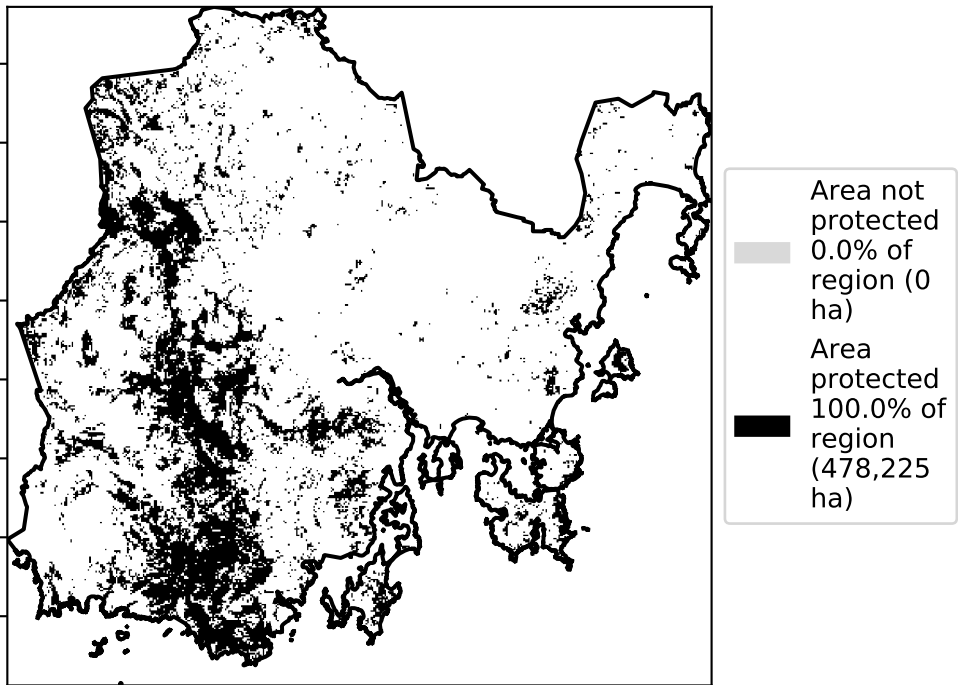 Area not
protected
0.0% of
region (0
ha)
Area
protected
100.0% of
region
(478,225
ha)